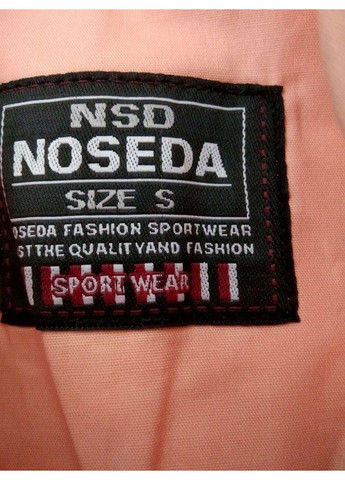 NSD
NOSEDA
SIZE S
OSEDA FASHION SPORTWEAR
ST THE QUALITYAND FASHION
SPORT WEAR